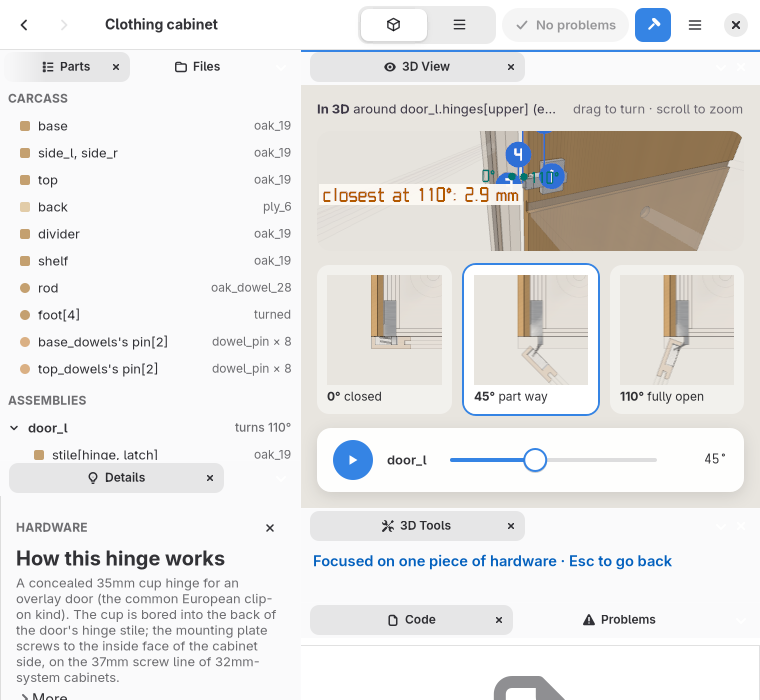 Clothing cabinet
No problems
Parts
Files
CARCASS
base oak_19
side_l, side_r oak_19
top oak_19
back ply_6
divider oak_19
shelf oak_19
rod oak_dowel_28
foot[4] turned
base_dowels's pin[2] dowel_pin × 8
top_dowels's pin[2] dowel_pin × 8
ASSEMBLIES
door_l turns 110°
stile[hinge, latch] oak_19
Details
HARDWARE
How this hinge works
A concealed 35mm cup hinge for an
overlay door (the common European clip-
on kind). The cup is bored into the back of
the door's hinge stile; the mounting plate
screws to the inside face of the cabinet
side, on the 37mm screw line of 32mm-
system cabinets.
More
3D View
In 3D around door_l.hinges[upper] (e… drag to turn · scroll to zoom
4
0°
closest at 110°: 2.9 mm
0° closed
45° part way
110° fully open
door_l 45°
3D Tools
Focused on one piece of hardware · Esc to go back
Code
Problems